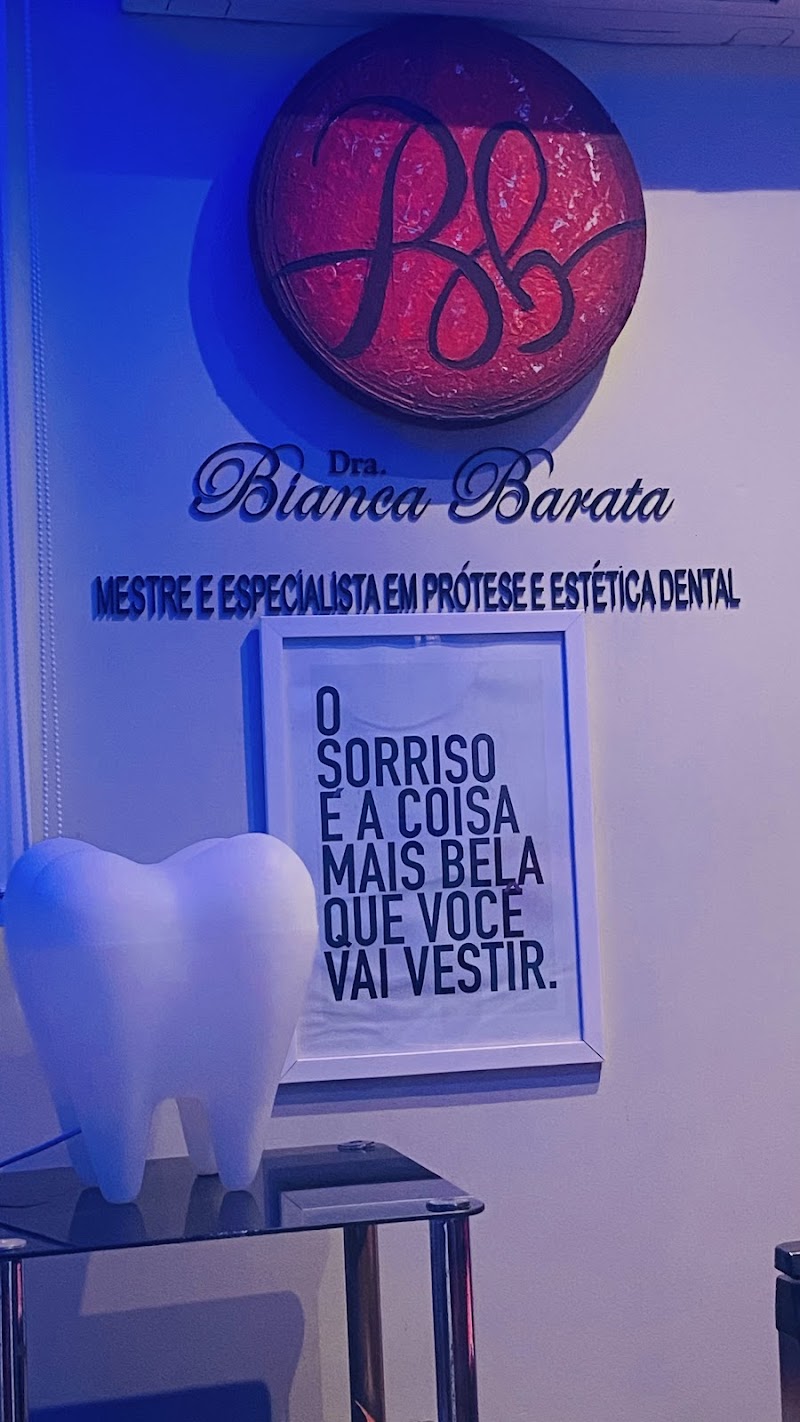 Bb
Dra.
Bianca Barata
MESTRE E ESPECIALISTA EM PRÓTESE E ESTÉTICA DENTAL
O
SORRISO
É A COISA
MAIS BELA
QUE VOCÊ
VAI VESTIR.